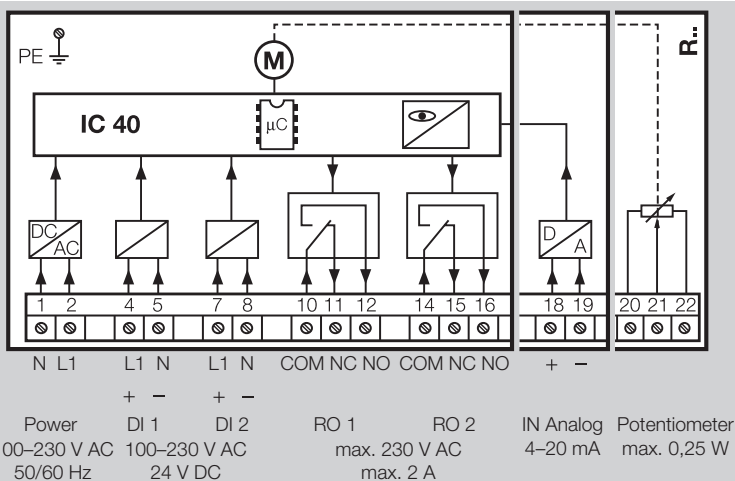 PE
M
R..
IC 40
µC
DC
AC
D
A
1 2 4 5 7 8 10 11 12 14 15 16 18 19 20 21 22
N L1 L1 N L1 N COM NC NO COM NC NO + −
+ − + −
Power DI 1 DI 2 RO 1 RO 2 IN Analog Potentiometer
00–230 V AC 100–230 V AC max. 230 V AC 4–20 mA max. 0,25 W
50/60 Hz 24 V DC max. 2 A